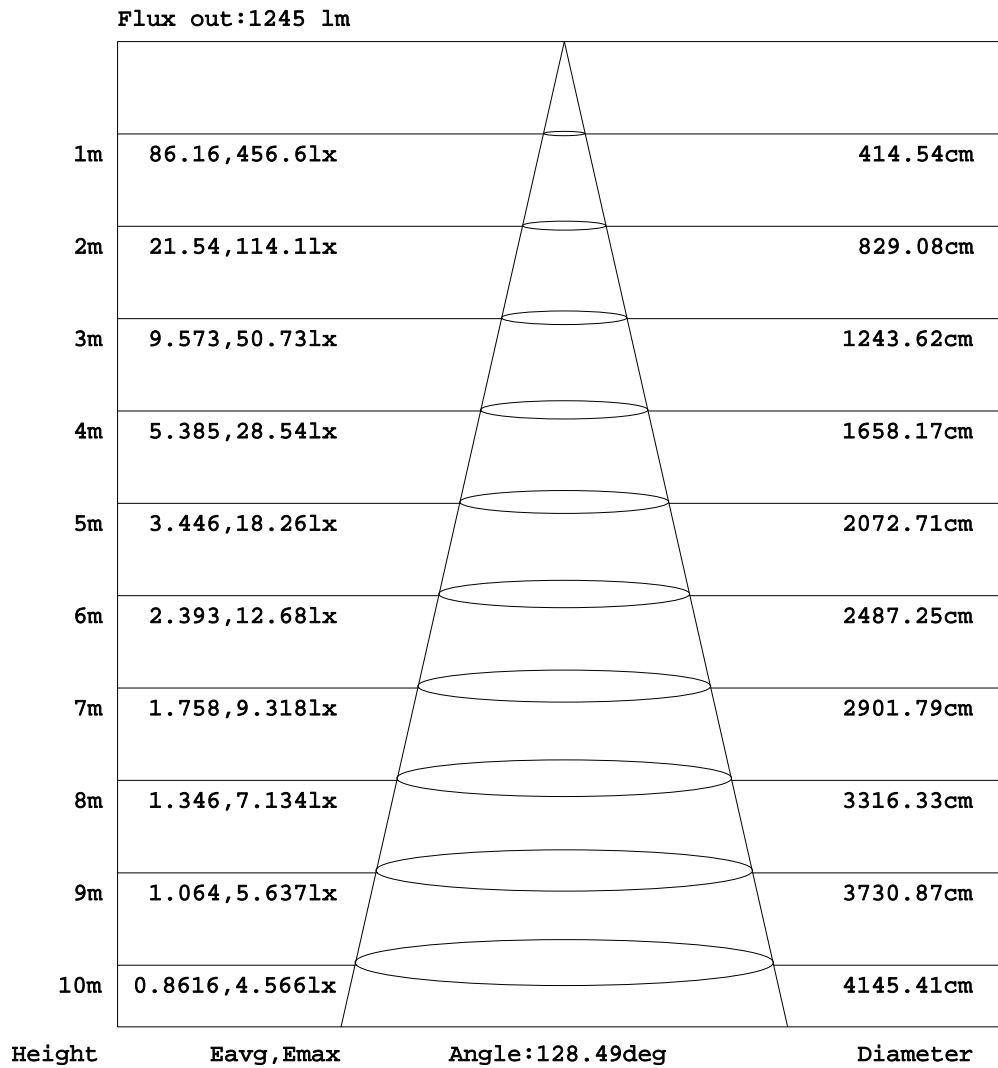 Flux out:1245 lm
1m 86.16,456.6lx 414.54cm
2m 21.54,114.1lx 829.08cm
3m 9.573,50.73lx 1243.62cm
4m 5.385,28.54lx 1658.17cm
5m 3.446,18.26lx 2072.71cm
6m 2.393,12.68lx 2487.25cm
7m 1.758,9.318lx 2901.79cm
8m 1.346,7.134lx 3316.33cm
9m 1.064,5.637lx 3730.87cm
10m 0.8616,4.566lx 4145.41cm
Height Eavg,Emax Angle:128.49deg Diameter